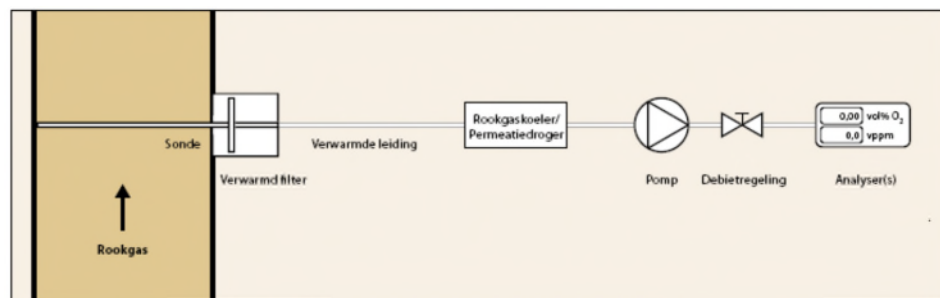 Rookgaskoeler/
Permeatiedroger
0,00 vol% O₂
0,0 vppm
Sonde
Verwarmde leiding
Verwarmd filter
Pomp
Debietregeling
Analyser(s)
Rookgas